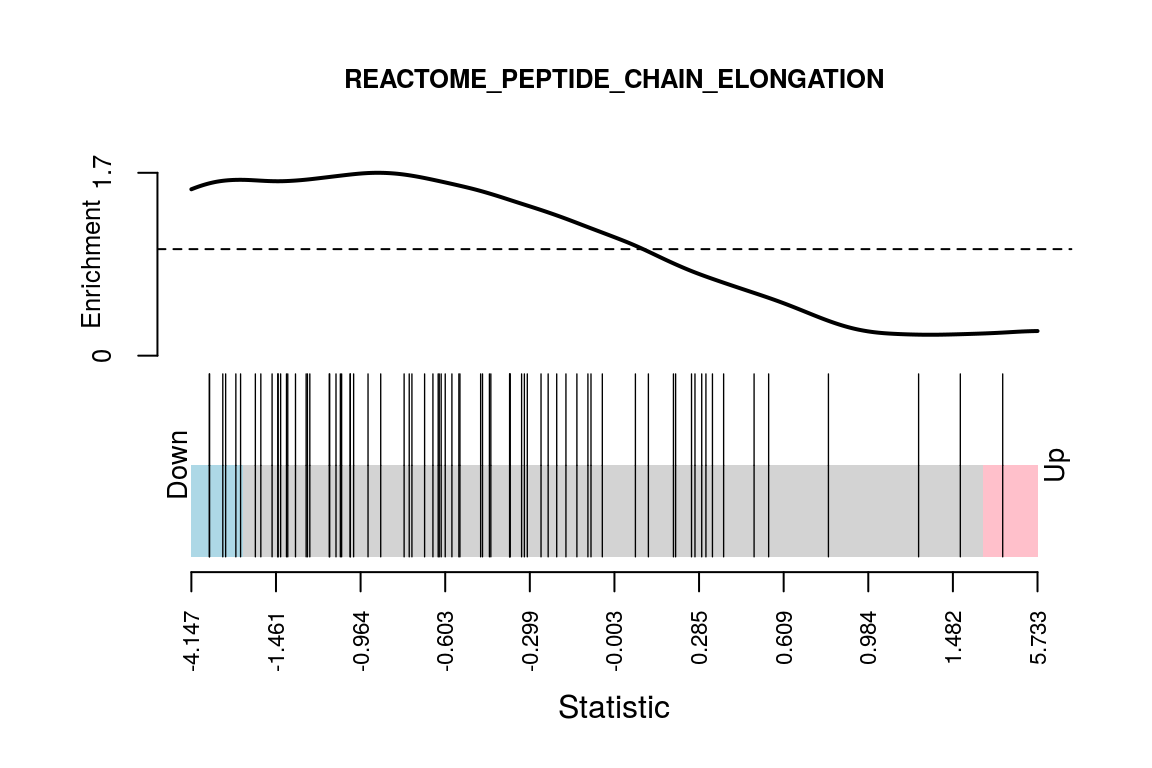 REACTOME_PEPTIDE_CHAIN_ELONGATION
Enrichment
1.7
0
Down
Up
-4.147 -1.461 -0.964 -0.603 -0.299 -0.003 0.285 0.609 0.984 1.482 5.733
Statistic